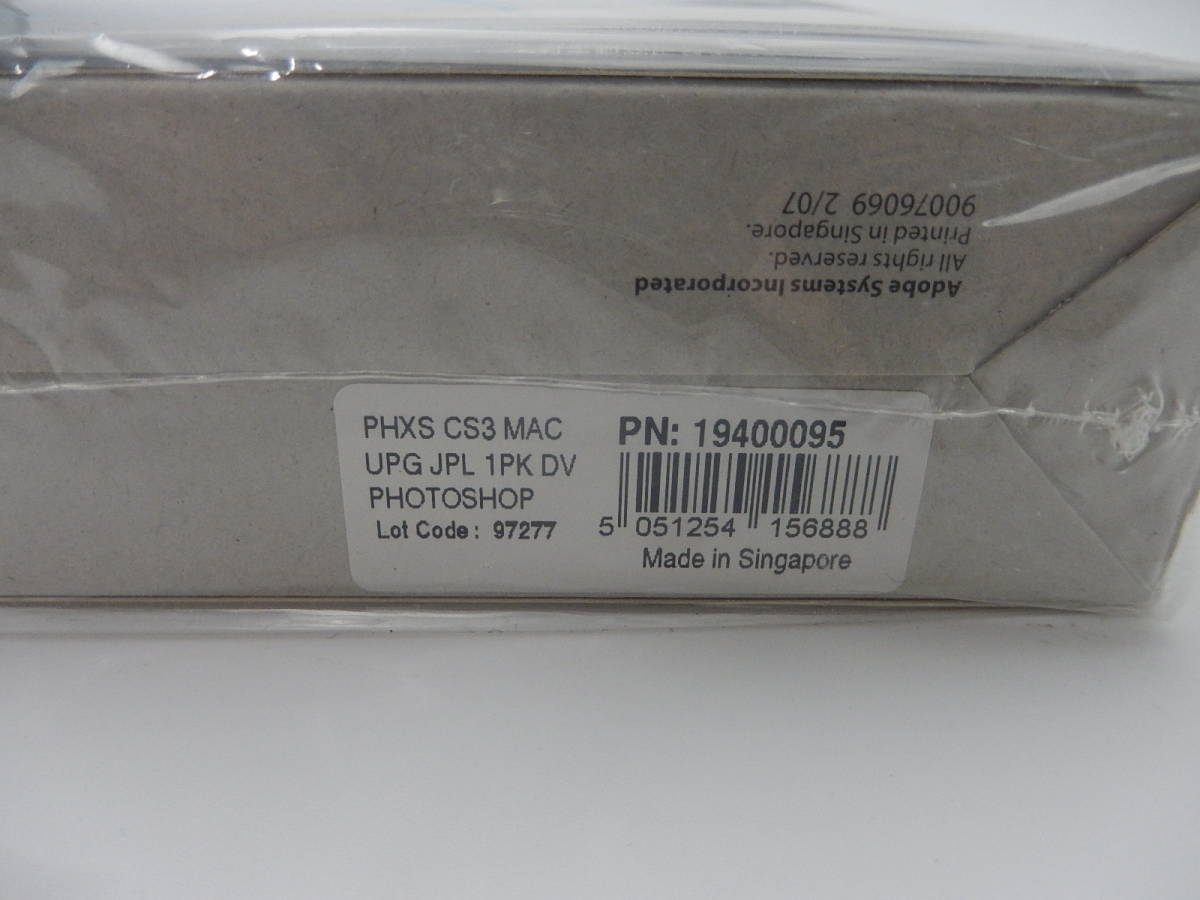 Adobe Systems Incorporated
All rights reserved.
Printed in Singapore.
90076069 2/07
PHXS CS3 MAC
UPG JPL 1PK DV
PHOTOSHOP
Lot Code: 97277
PN: 19400095
5 051254 156888
Made in Singapore